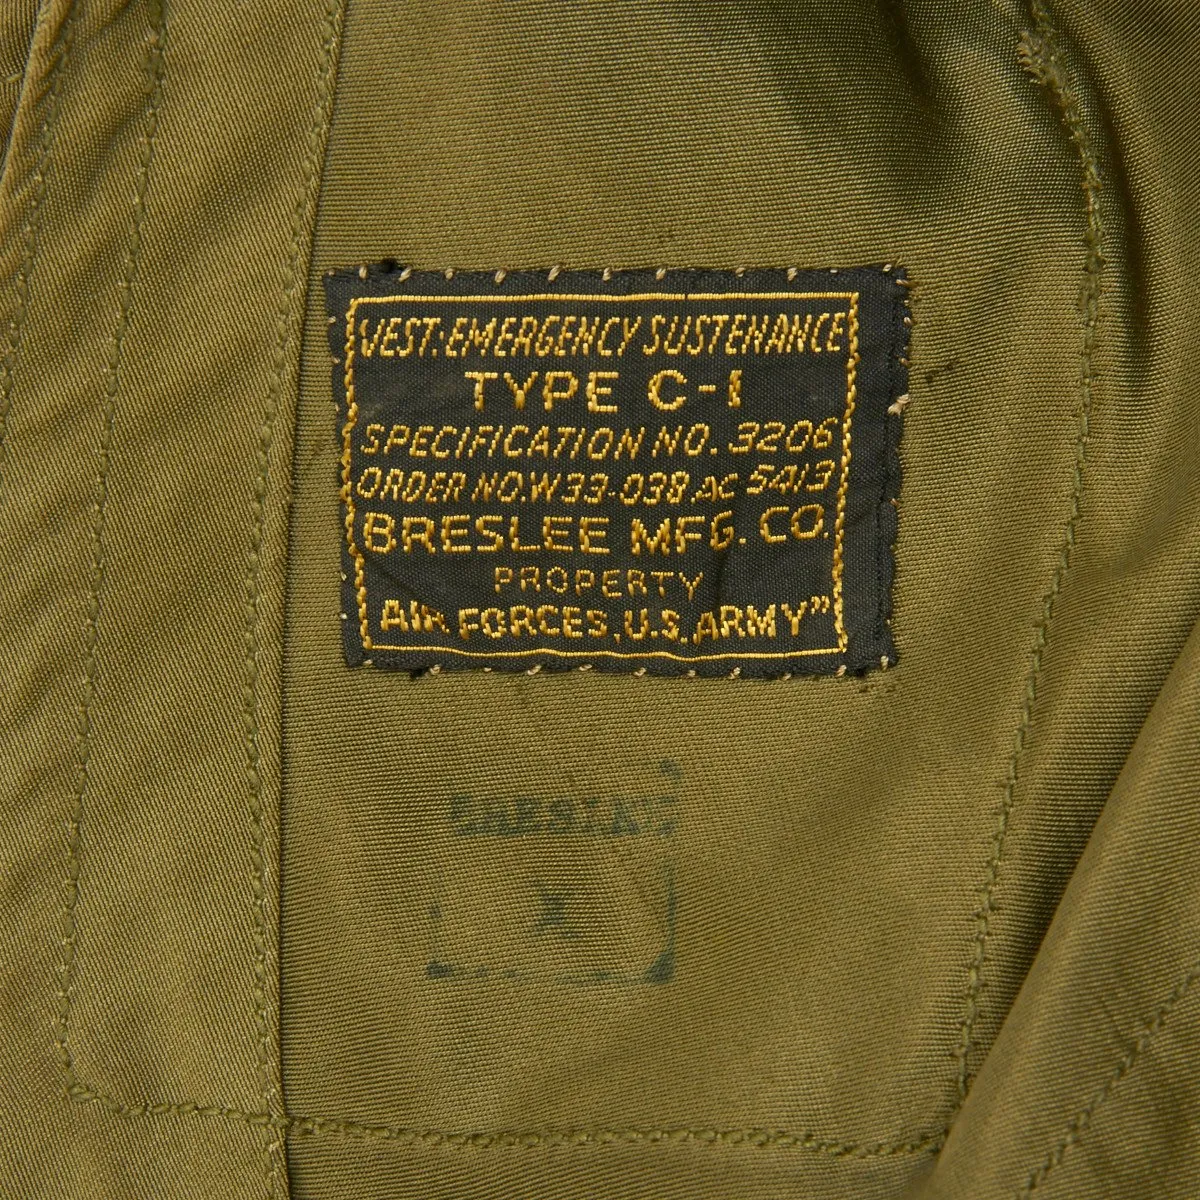 VEST: EMERGENCY SUSTENANCE
TYPE C-1
SPECIFICATION NO. 3206
ORDER NO. W33-038 AC 5413
BRESLEE MFG. CO.
PROPERTY
AIR FORCES, U.S. ARMY”